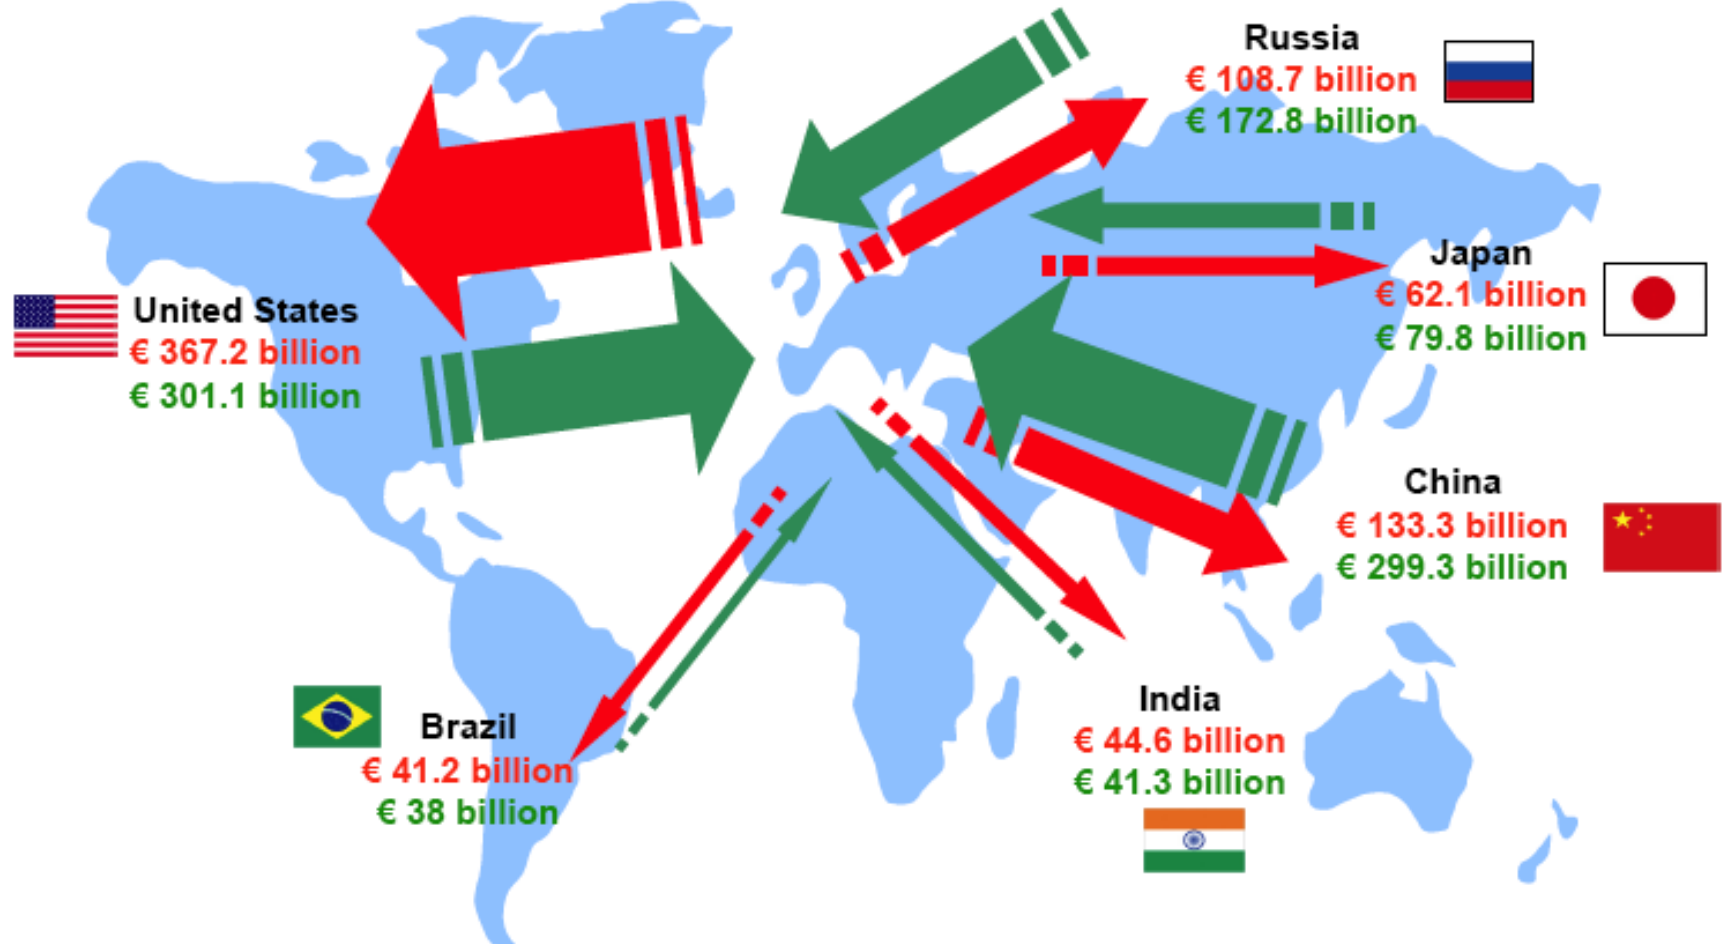 Russia
€ 108.7 billion
€ 172.8 billion
Japan
€ 62.1 billion
€ 79.8 billion
United States
€ 367.2 billion
€ 301.1 billion
China
€ 133.3 billion
€ 299.3 billion
India
€ 44.6 billion
€ 41.3 billion
Brazil
€ 41.2 billion
€ 38 billion